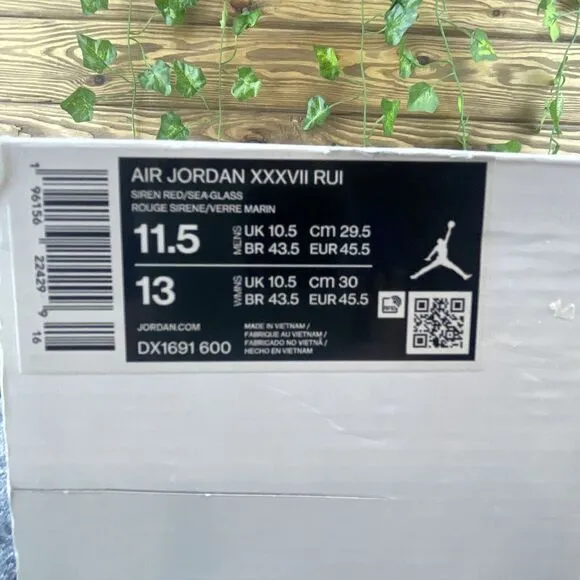 AIR JORDAN XXXVII RUI
SIREN RED/SEA-GLASS
ROUGE SIRENE/VERRE MARIN
11.5 MENS UK 10.5 cm 29.5
BR 43.5 EUR 45.5
13 WMNS UK 10.5 cm 30
BR 43.5 EUR 45.5
JORDAN.COM
DX1691 600
MADE IN VIETNAM /
FABRIQUE AU VIETNAM /
FABRICADO NO VIETNÃ /
HECHO EN VIETNAM
1 96156 22429 9 16